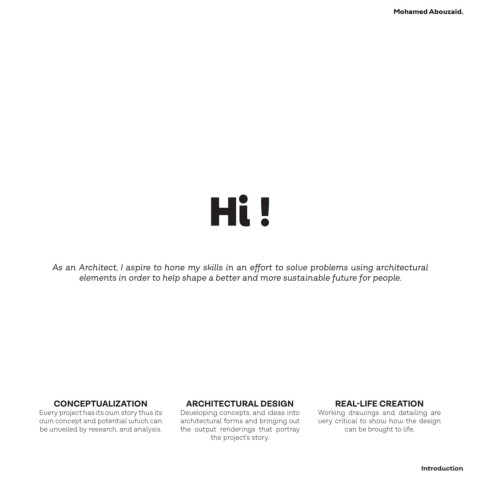 Mohamed Abouzaid.
Hi !
As an Architect, I aspire to hone my skills in an effort to solve problems using architectural
elements in order to help shape a better and more sustainable future for people.
CONCEPTUALIZATION
Every project has its own story thus its
own concept and potential which can
be unveiled by research, and analysis.
ARCHITECTURAL DESIGN
Developing concepts, and ideas into
architectural forms and bringing out
the output renderings that portray
the project's story.
REAL-LIFE CREATION
Working drawings and detailing are
very critical to show how the design
can be brought to life.
Introduction